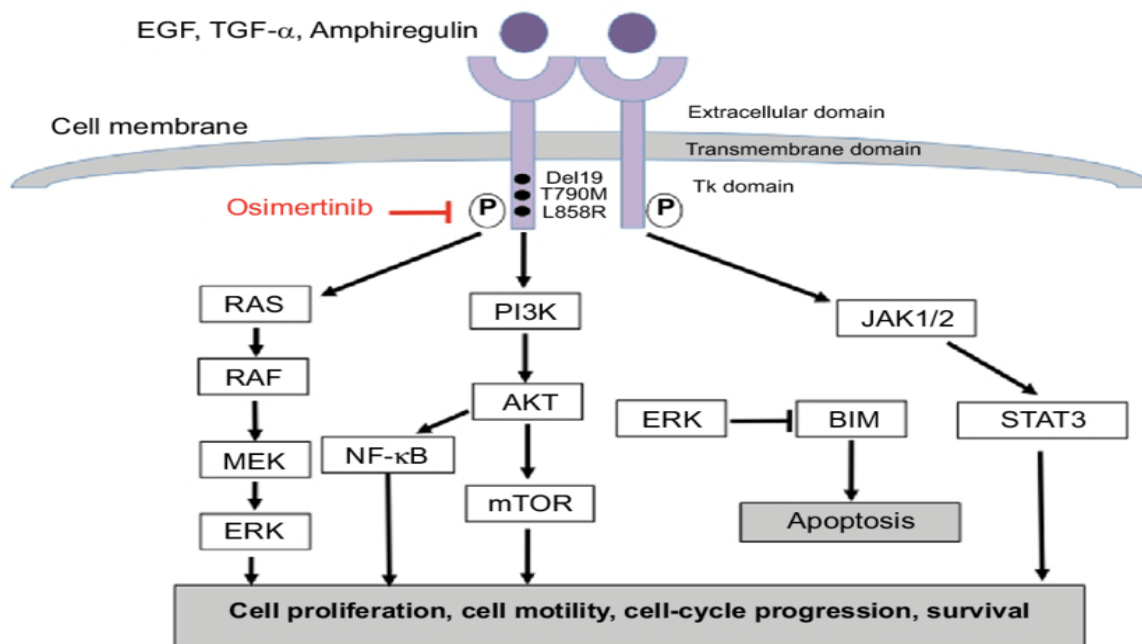 EGF, TGF-α, Amphiregulin
Extracellular domain
Cell membrane
Transmembrane domain
Del19
T790M
L858R
Tk domain
Osimertinib
P
P
RAS
PI3K
JAK1/2
RAF
AKT
ERK
BIM
STAT3
MEK
NF-κB
mTOR
Apoptosis
ERK
Cell proliferation, cell motility, cell-cycle progression, survival